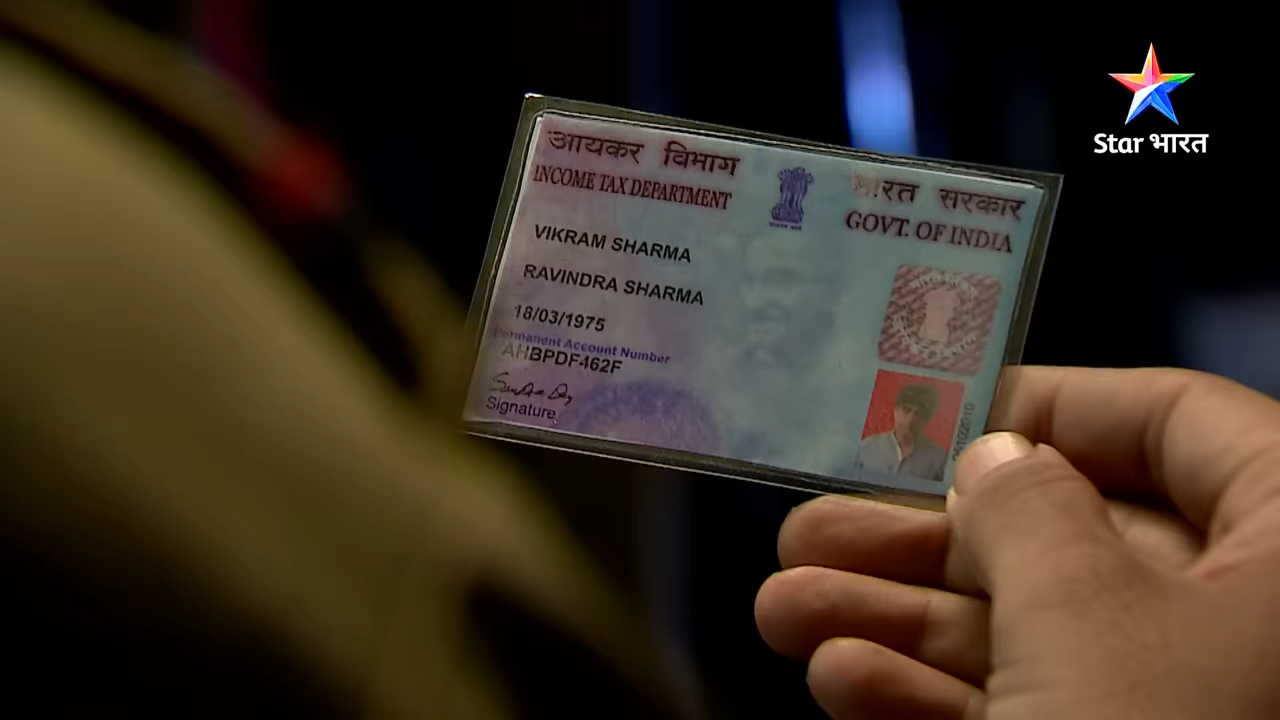 Star भारत
आयकर विभाग
INCOME TAX DEPARTMENT
भारत सरकार
GOVT. OF INDIA
VIKRAM SHARMA
RAVINDRA SHARMA
18/03/1975
Permanent Account Number
AHBPDF462F
Signature